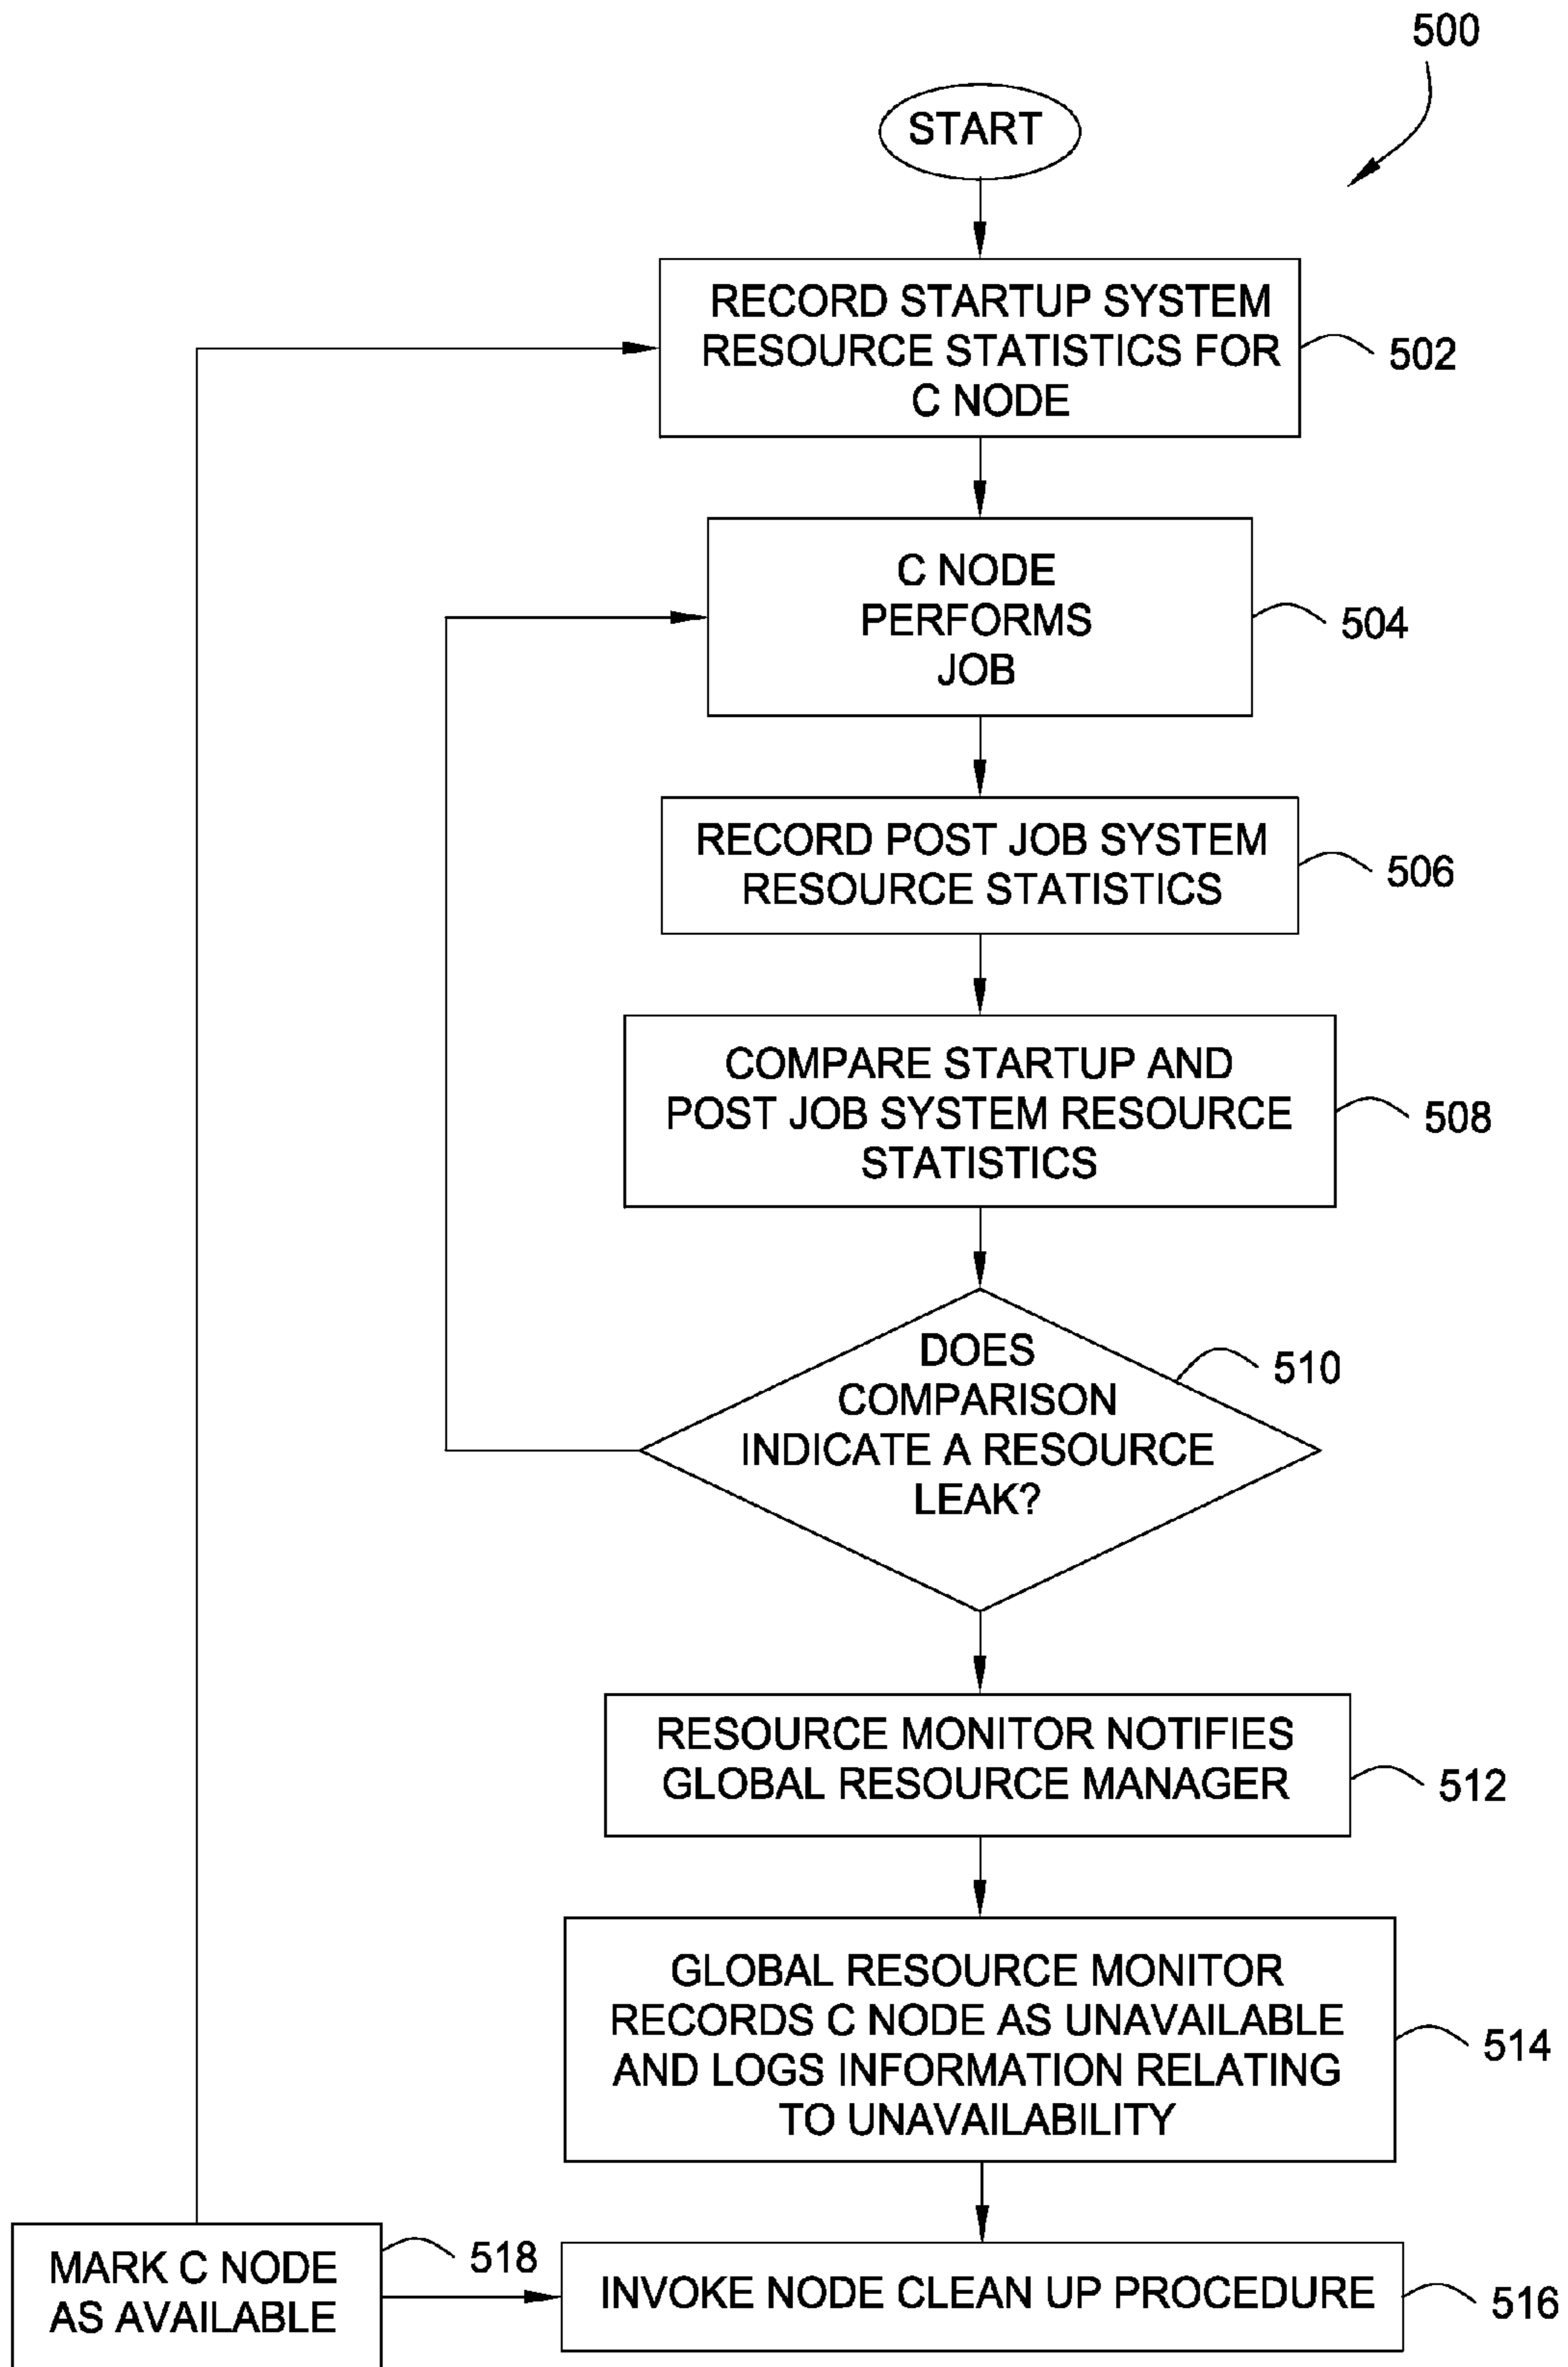 500
START
RECORD STARTUP SYSTEM
RESOURCE STATISTICS FOR
C NODE
502
C NODE
PERFORMS
JOB
504
RECORD POST JOB SYSTEM
RESOURCE STATISTICS
506
COMPARE STARTUP AND
POST JOB SYSTEM RESOURCE
STATISTICS
508
DOES
COMPARISON
INDICATE A RESOURCE
LEAK?
510
RESOURCE MONITOR NOTIFIES
GLOBAL RESOURCE MANAGER
512
GLOBAL RESOURCE MONITOR
RECORDS C NODE AS UNAVAILABLE
AND LOGS INFORMATION RELATING
TO UNAVAILABILITY
514
MARK C NODE
AS AVAILABLE
518
INVOKE NODE CLEAN UP PROCEDURE
516